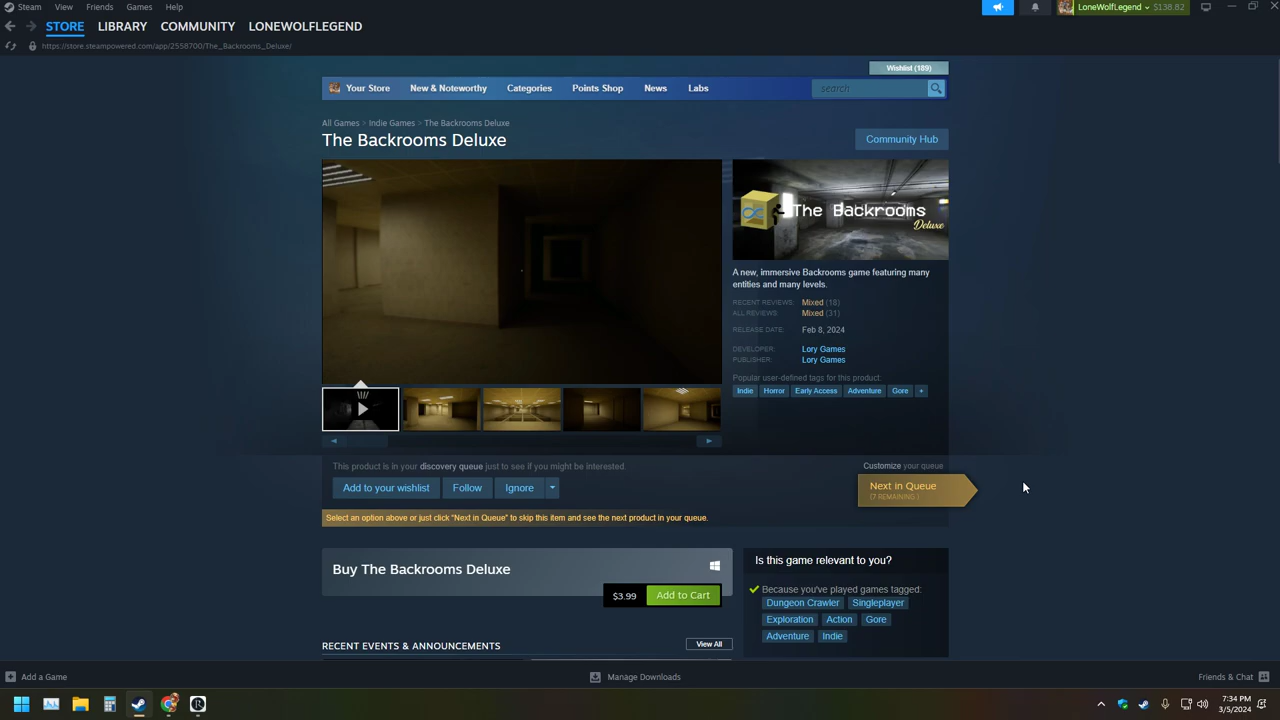 Steam View Friends Games Help
LoneWolfLegend $138.82
STORE LIBRARY COMMUNITY LONEWOLFLEGEND
https://store.steampowered.com/app/2558700/The_Backrooms_Deluxe/
Wishlist (189)
Your Store New & Noteworthy Categories Points Shop News Labs search
All Games > Indie Games > The Backrooms Deluxe
The Backrooms Deluxe
Community Hub
The Backrooms
Deluxe
A new, immersive Backrooms game featuring many
entities and many levels.
RECENT REVIEWS: Mixed (18)
ALL REVIEWS: Mixed (31)
RELEASE DATE: Feb 8, 2024
DEVELOPER: Lory Games
PUBLISHER: Lory Games
Popular user-defined tags for this product:
Indie Horror Early Access Adventure Gore +
This product is in your discovery queue just to see if you might be interested.
Customize your queue
Add to your wishlist Follow Ignore
Next in Queue
(7 REMAINING )
Select an option above or just click "Next in Queue" to skip this item and see the next product in your queue.
Buy The Backrooms Deluxe
$3.99 Add to Cart
Is this game relevant to you?
Because you've played games tagged:
Dungeon Crawler Singleplayer
Exploration Action Gore
Adventure Indie
RECENT EVENTS & ANNOUNCEMENTS View All
Add a Game Manage Downloads Friends & Chat
7:34 PM
3/5/2024